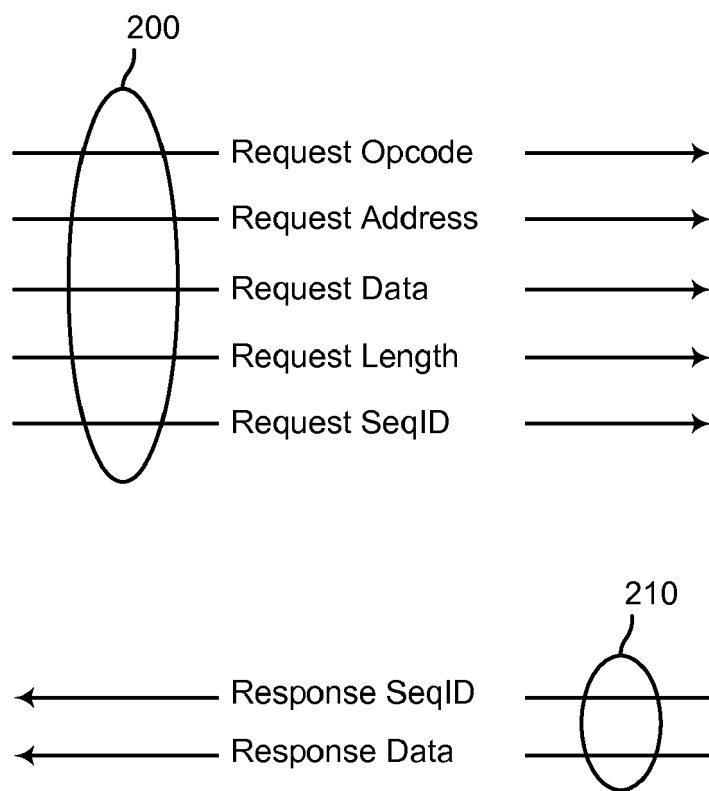 200
Request Opcode
Request Address
Request Data
Request Length
Request SeqID
210
Response SeqID
Response Data